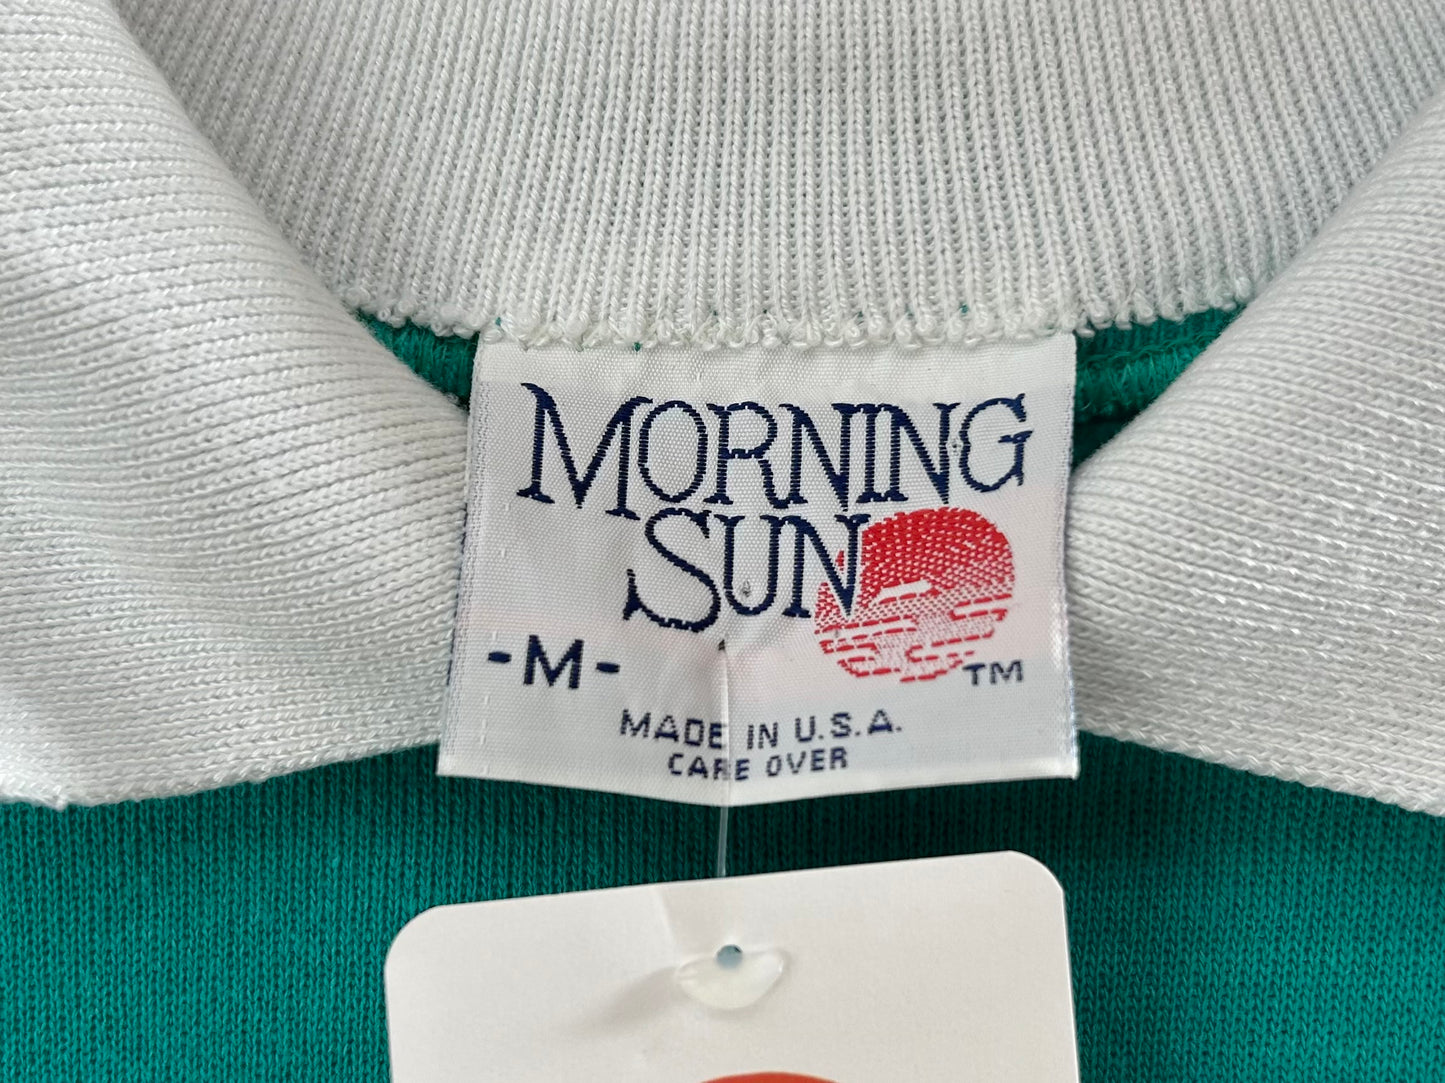 MORNING
SUN
-M-
TM
MADE IN U.S.A.
CARE OVER